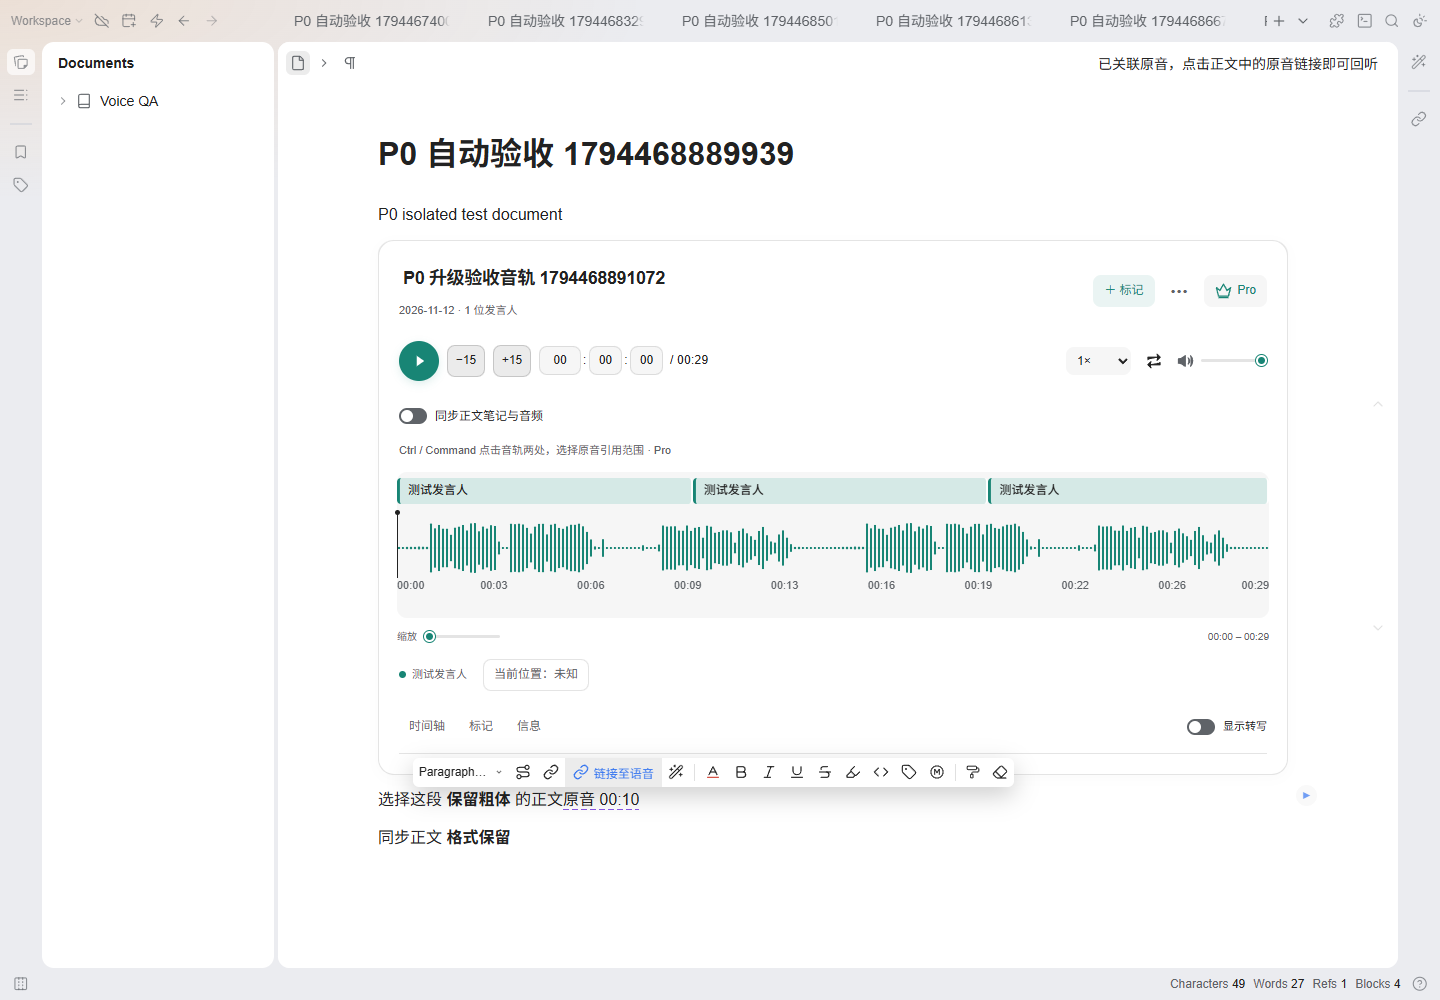 Workspace
P0 自动验收 179446740
P0 自动验收 179446832
P0 自动验收 179446850
P0 自动验收 179446861
P0 自动验收 179446866
Documents
Voice QA
已关联原音，点击正文中的原音链接即可回听
P0 自动验收 1794468889939
P0 isolated test document
P0 升级验收音轨 1794468891072
2026-11-12 · 1 位发言人
+ 标记
Pro
−15 +15 00 : 00 : 00 / 00:29
1×
同步正文笔记与音频
Ctrl / Command 点击音轨两处，选择原音引用范围 · Pro
测试发言人 测试发言人 测试发言人
00:00 00:03 00:06 00:09 00:13 00:16 00:19 00:22 00:26 00:29
缩放
00:00 – 00:29
测试发言人
当前位置：未知
时间轴 标记 信息
显示转写
Paragraph... 链接至语音
选择这段 保留粗体 的正文原音 00:10
同步正文 格式保留
Characters 49 Words 27 Refs 1 Blocks 4